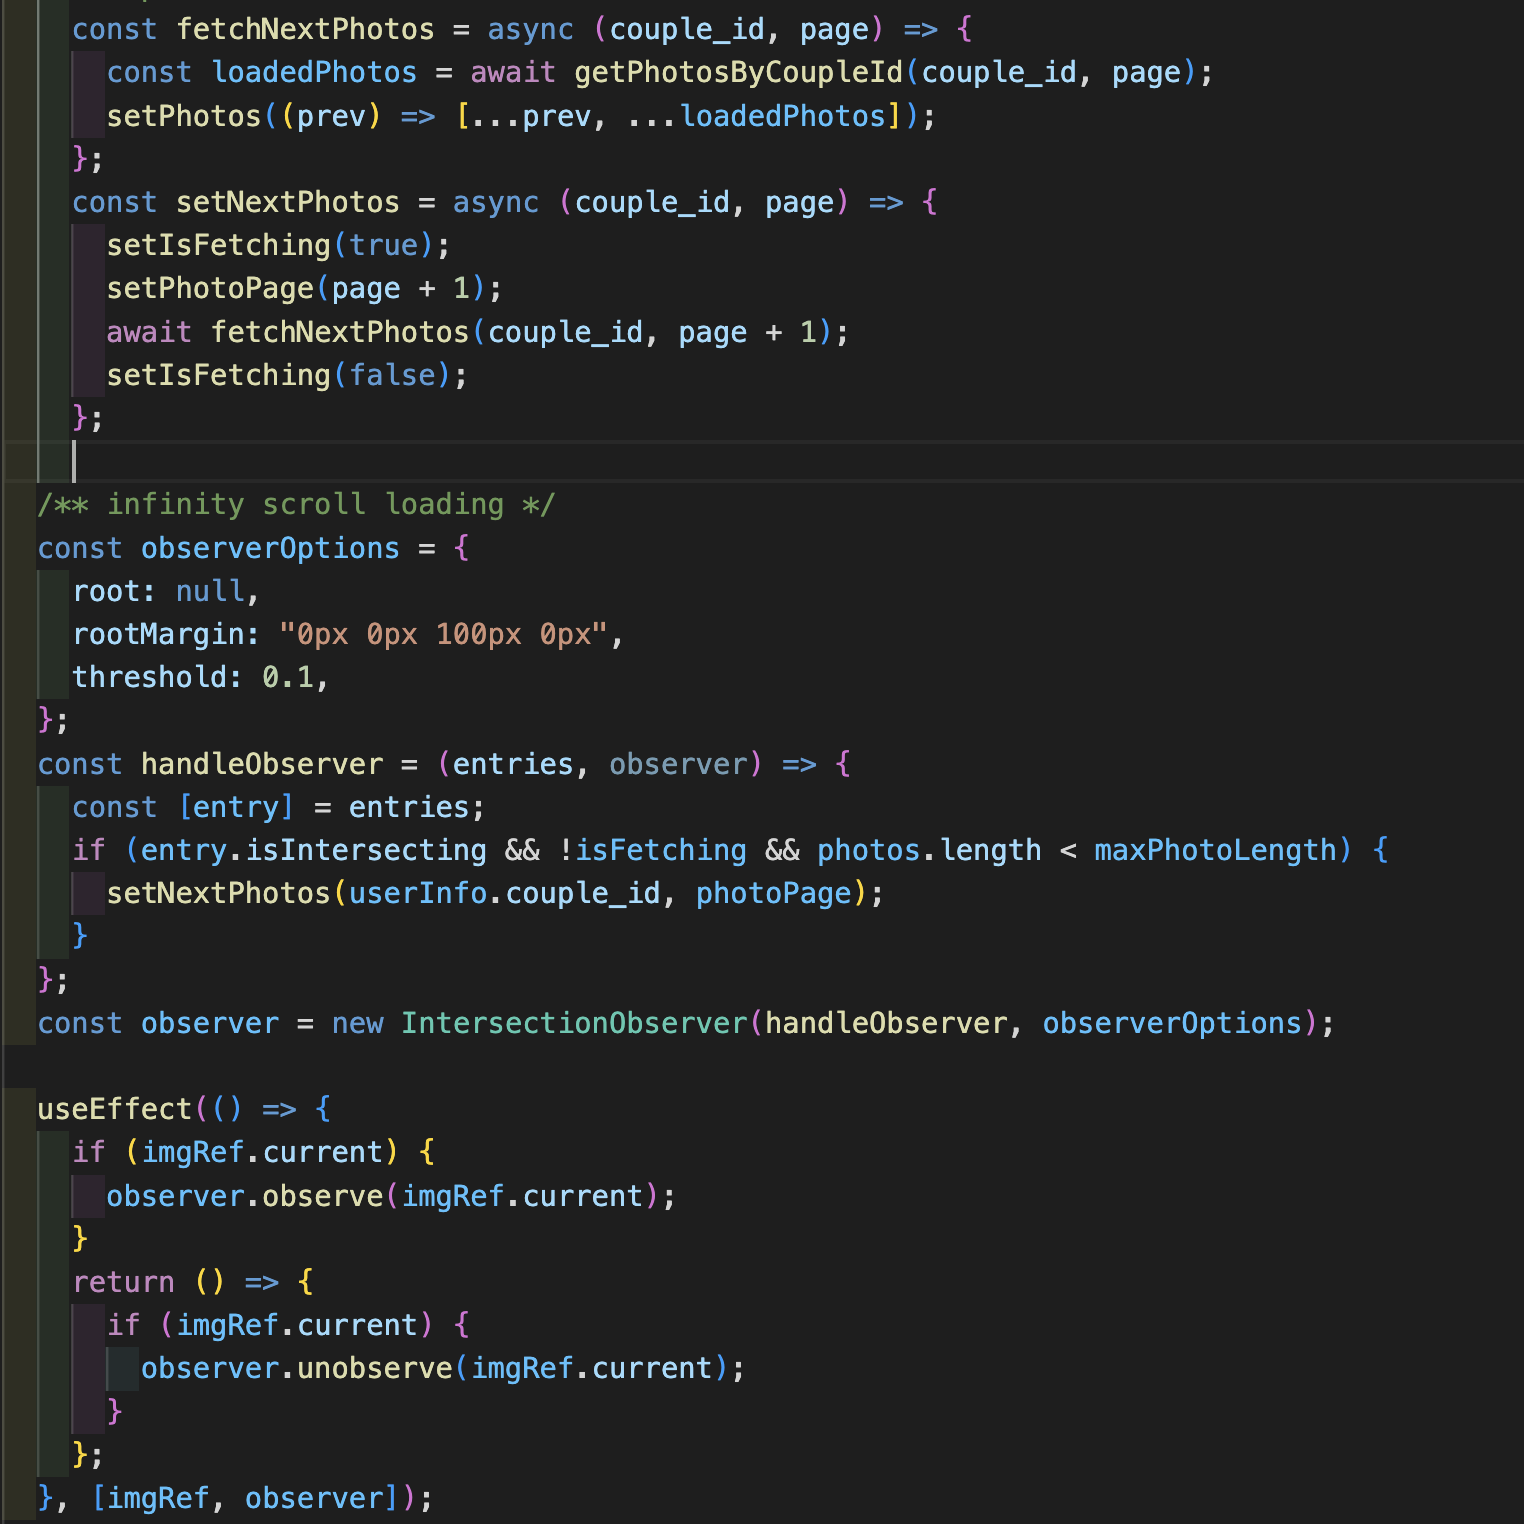 const fetchNextPhotos = async (couple_id, page) => {
const loadedPhotos = await getPhotosByCoupleId(couple_id, page);
setPhotos((prev) => [...prev, ...loadedPhotos]);
};
const setNextPhotos = async (couple_id, page) => {
setIsFetching(true);
setPhotoPage(page + 1);
await fetchNextPhotos(couple_id, page + 1);
setIsFetching(false);
};
/** infinity scroll loading */
const observerOptions = {
root: null,
rootMargin: "0px 0px 100px 0px",
threshold: 0.1,
};
const handleObserver = (entries, observer) => {
const [entry] = entries;
if (entry.isIntersecting && !isFetching && photos.length < maxPhotoLength) {
setNextPhotos(userInfo.couple_id, photoPage);
}
};
const observer = new IntersectionObserver(handleObserver, observerOptions);
useEffect(() => {
if (imgRef.current) {
observer.observe(imgRef.current);
}
return () => {
if (imgRef.current) {
observer.unobserve(imgRef.current);
}
};
}, [imgRef, observer]);